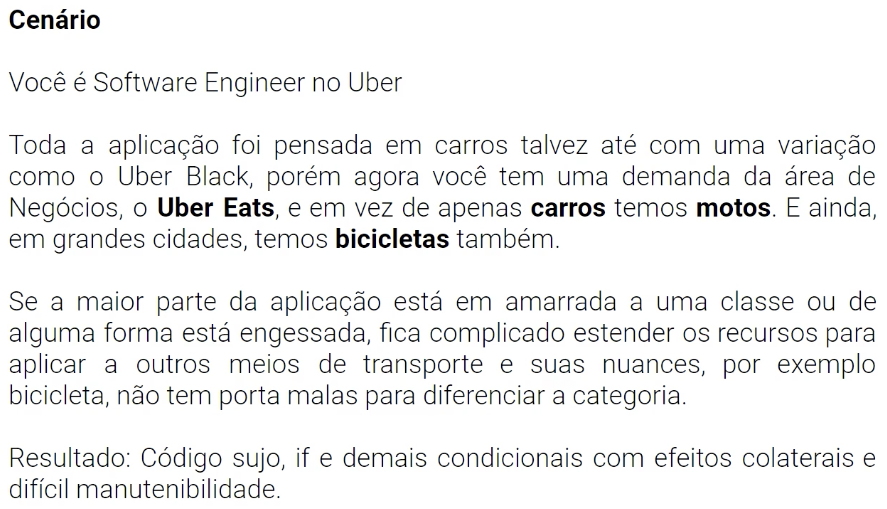 Cenário
Você é Software Engineer no Uber
Toda a aplicação foi pensada em carros talvez até com uma variação
como o Uber Black, porém agora você tem uma demanda da área de
Negócios, o Uber Eats, e em vez de apenas carros temos motos. E ainda,
em grandes cidades, temos bicicletas também.
Se a maior parte da aplicação está em amarrada a uma classe ou de
alguma forma está engessada, fica complicado estender os recursos para
aplicar a outros meios de transporte e suas nuances, por exemplo
bicicleta, não tem porta malas para diferenciar a categoria.
Resultado: Código sujo, if e demais condicionais com efeitos colaterais e
difícil manutenibilidade.